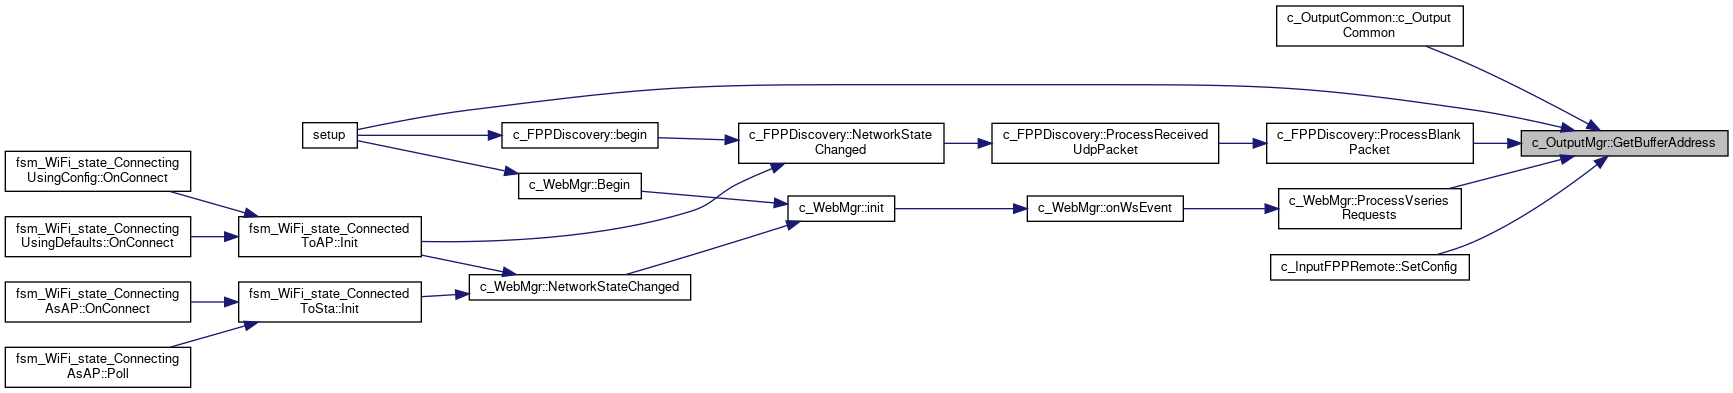 c_OutputCommon::c_Output
Common
setup
c_FPPDiscovery::begin
c_FPPDiscovery::NetworkState
Changed
c_FPPDiscovery::ProcessReceived
UdpPacket
c_FPPDiscovery::ProcessBlank
Packet
c_OutputMgr::GetBufferAddress
fsm_WiFi_state_Connecting
UsingConfig::OnConnect
c_WebMgr::Begin
c_WebMgr::init
c_WebMgr::onWsEvent
c_WebMgr::ProcessVseries
Requests
fsm_WiFi_state_Connecting
UsingDefaults::OnConnect
fsm_WiFi_state_Connected
ToAP::Init
c_InputFPPRemote::SetConfig
c_WebMgr::NetworkStateChanged
fsm_WiFi_state_Connecting
AsAP::OnConnect
fsm_WiFi_state_Connected
ToSta::Init
fsm_WiFi_state_Connecting
AsAP::Poll